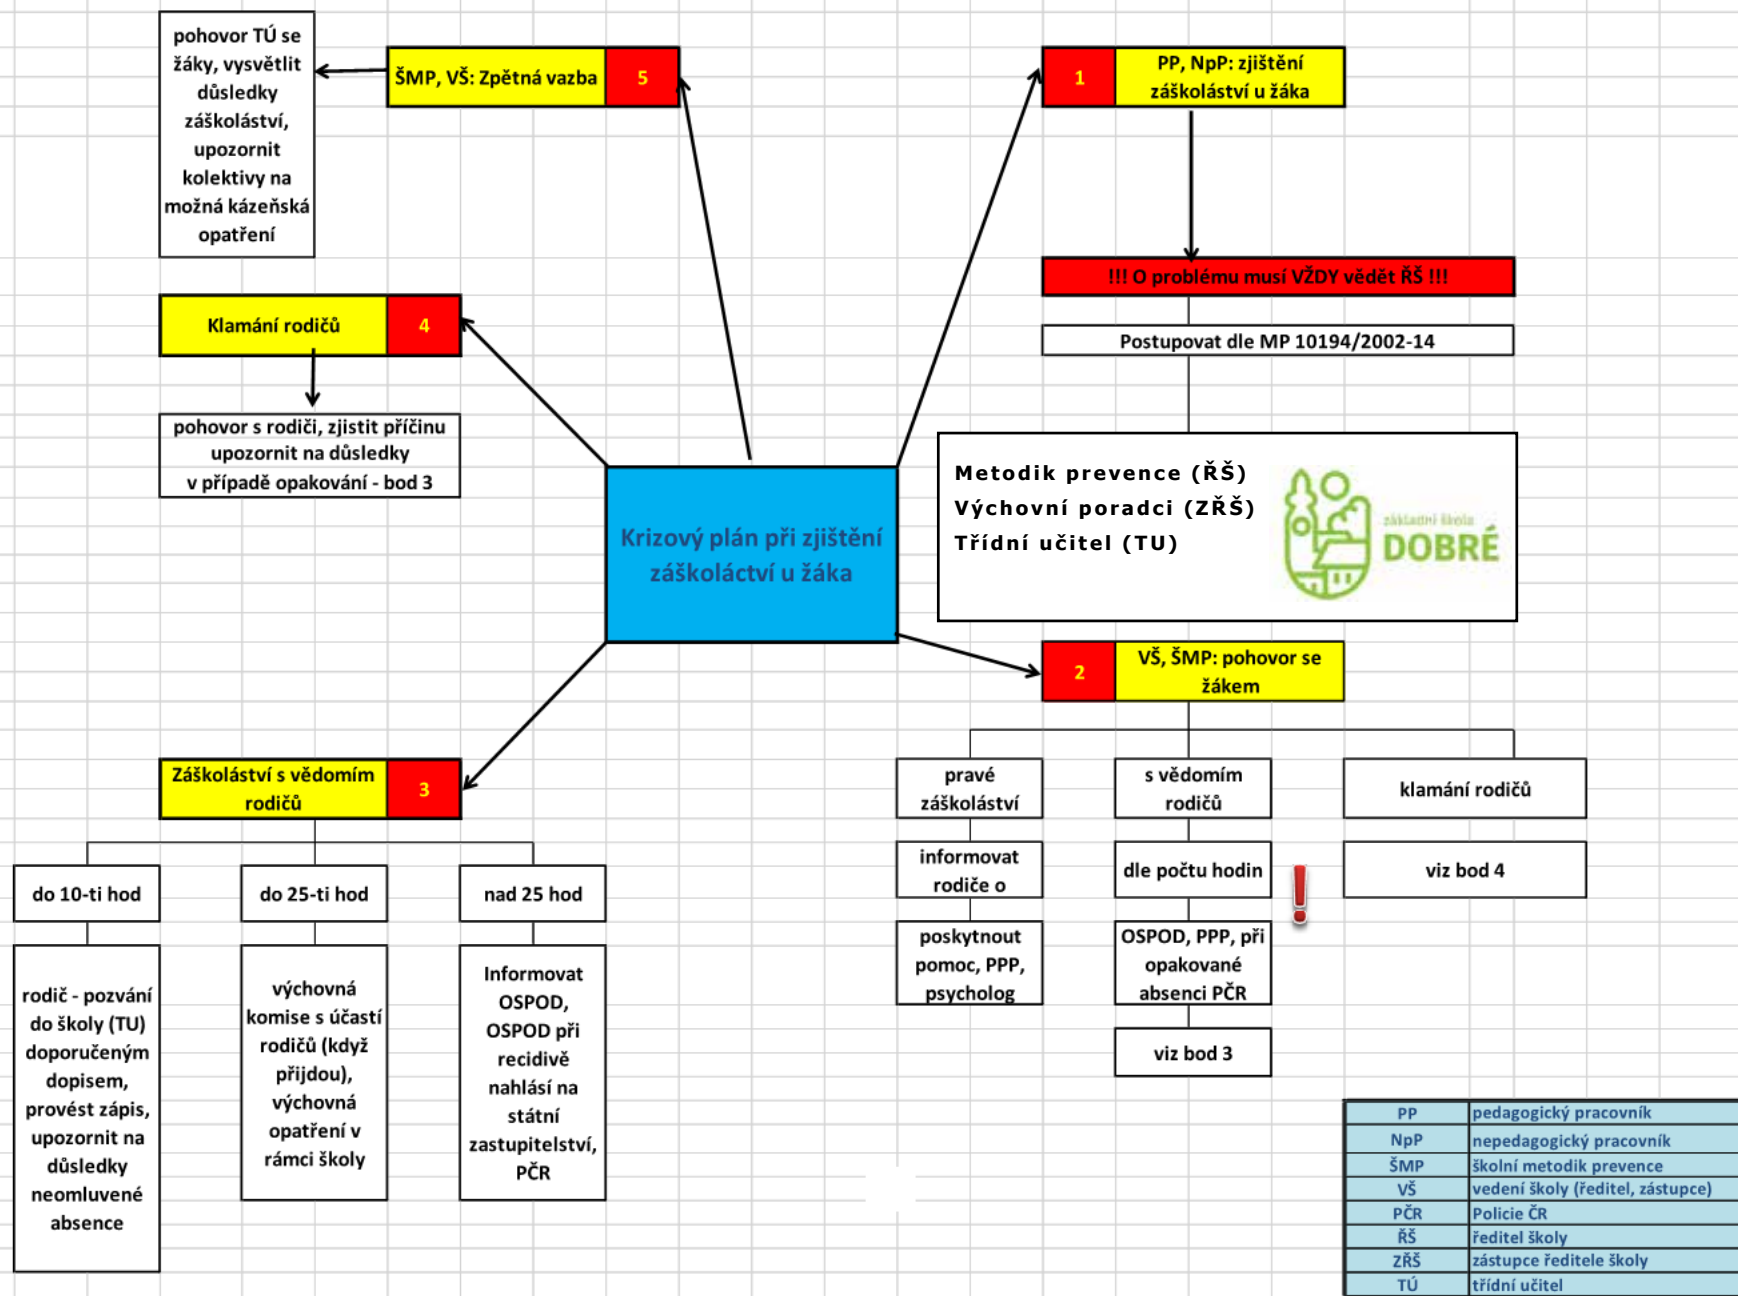 pohovor TÚ se
žáky, vysvětlit
důsledky
záškoláství,
upozornit
kolektivy na
možná kázeňská
opatření
ŠMP, VŠ: Zpětná vazba
5
1
PP, NpP: zjištění
záškoláství u žáka
!!! O problému musí VŽDY vědět ŘŠ !!!
Postupovat dle MP 10194/2002-14
Klamání rodičů
4
pohovor s rodiči, zjistit příčinu
upozornit na důsledky
v případě opakování - bod 3
Krizový plán při zjištění
záškoláctví u žáka
Metodik prevence (ŘŠ)
Výchovní poradci (ZŘŠ)
Třídní učitel (TU)
základní škola
DOBRÉ
2
VŠ, ŠMP: pohovor se
žákem
pravé
záškoláství
informovat
rodiče o
poskytnout
pomoc, PPP,
psycholog
s vědomím
rodičů
dle počtu hodin
OSPOD, PPP, při
opakované
absenci PČR
viz bod 3
klamání rodičů
viz bod 4
!
Záškoláství s vědomím
rodičů
3
do 10-ti hod
rodič - pozvání
do školy (TU)
doporučeným
dopisem,
provést zápis,
upozornit na
důsledky
neomluvené
absence
do 25-ti hod
výchovná
komise s účastí
rodičů (když
přijdou),
výchovná
opatření v
rámci školy
nad 25 hod
Informovat
OSPOD,
OSPOD při
recidivě
nahlásí na
státní
zastupitelství,
PČR
PP pedagogický pracovník
NpP nepedagogický pracovník
ŠMP školní metodik prevence
VŠ vedení školy (ředitel, zástupce)
PČR Policie ČR
ŘŠ ředitel školy
ZŘŠ zástupce ředitele školy
TÚ třídní učitel